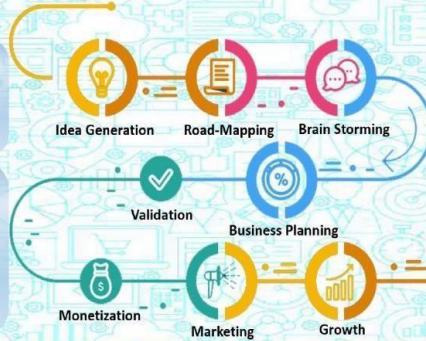 Idea Generation
Road-Mapping
Brain Storming
%
Business Planning
Validation
$
Monetization
Marketing
Growth